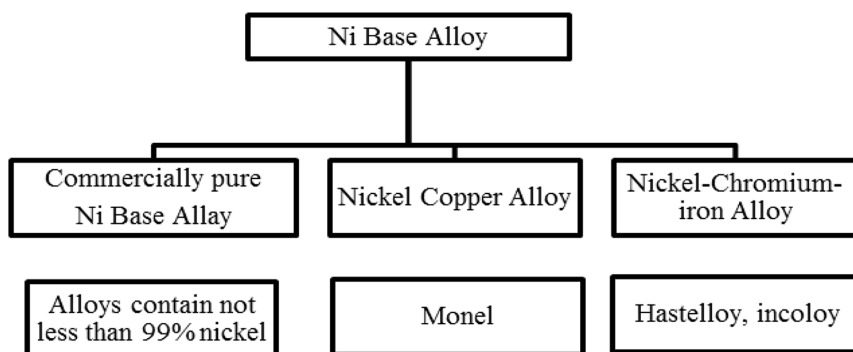 Ni Base Alloy
Commercially pure
Ni Base Allay
Nickel Copper Alloy
Nickel-Chromium-
iron Alloy
Alloys contain not
less than 99% nickel
Monel
Hastelloy, incoloy